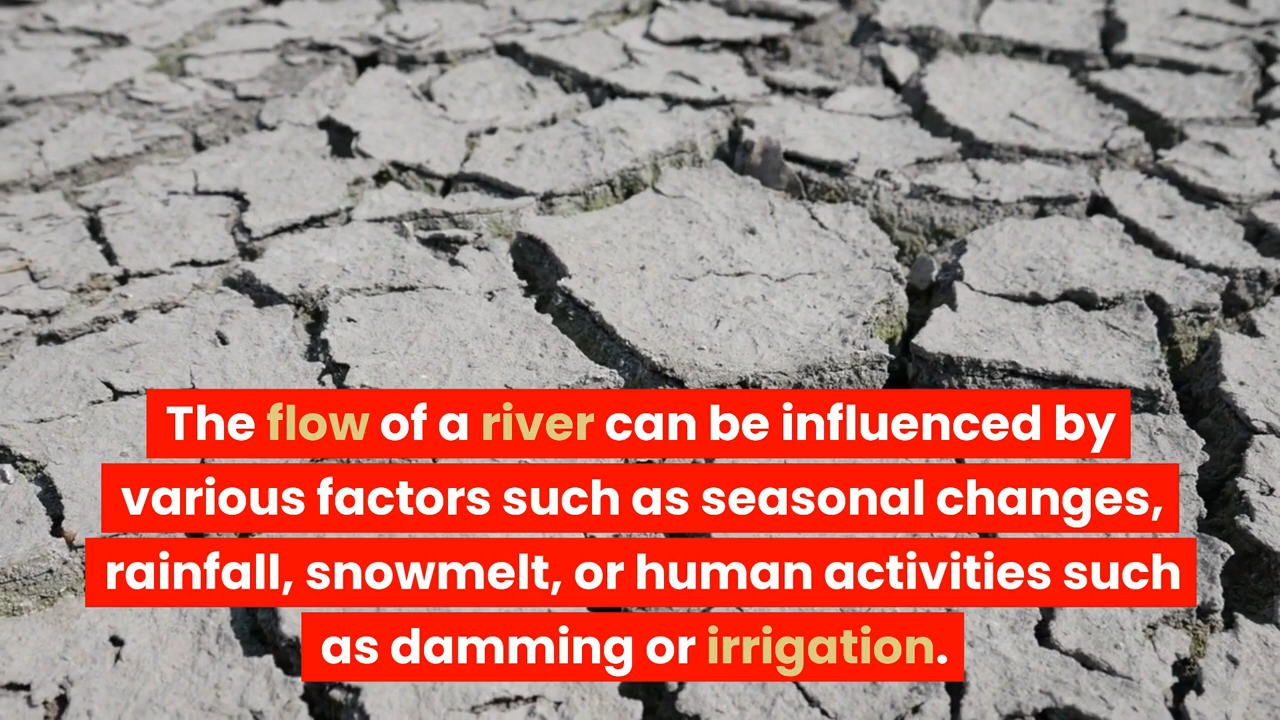 The flow of a river can be influenced by
various factors such as seasonal changes,
rainfall, snowmelt, or human activities such
as damming or irrigation.